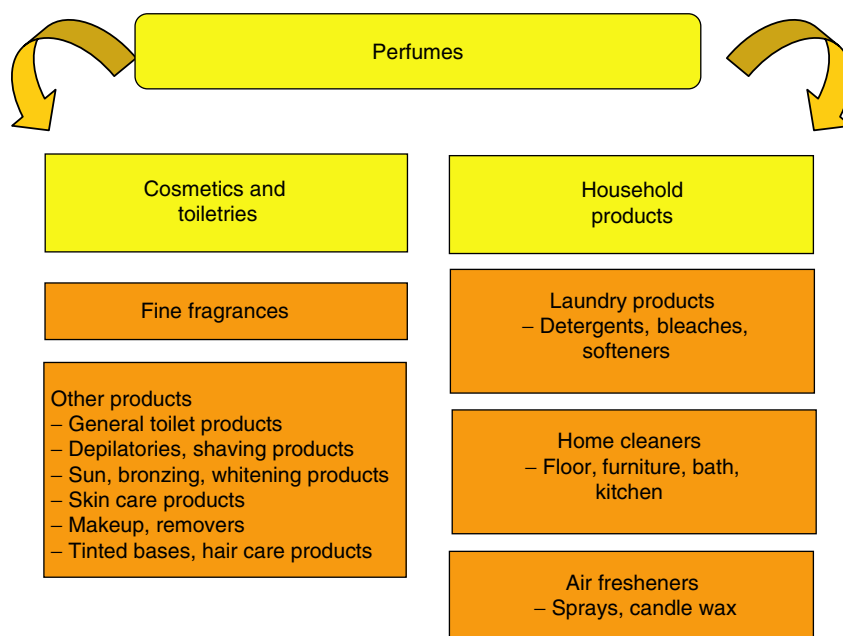 Perfumes
Cosmetics and
toiletries
Fine fragrances
Other products
– General toilet products
– Depilatories, shaving products
– Sun, bronzing, whitening products
– Skin care products
– Makeup, removers
– Tinted bases, hair care products
Household
products
Laundry products
– Detergents, bleaches,
softeners
Home cleaners
– Floor, furniture, bath,
kitchen
Air fresheners
– Sprays, candle wax